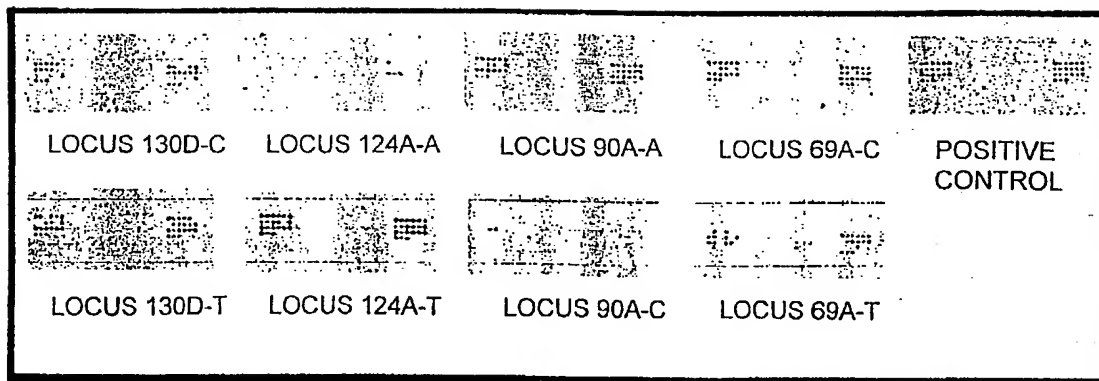 LOCUS 130D-C LOCUS 124A-A LOCUS 90A-A LOCUS 69A-C POSITIVE
CONTROL
LOCUS 130D-T LOCUS 124A-T LOCUS 90A-C LOCUS 69A-T